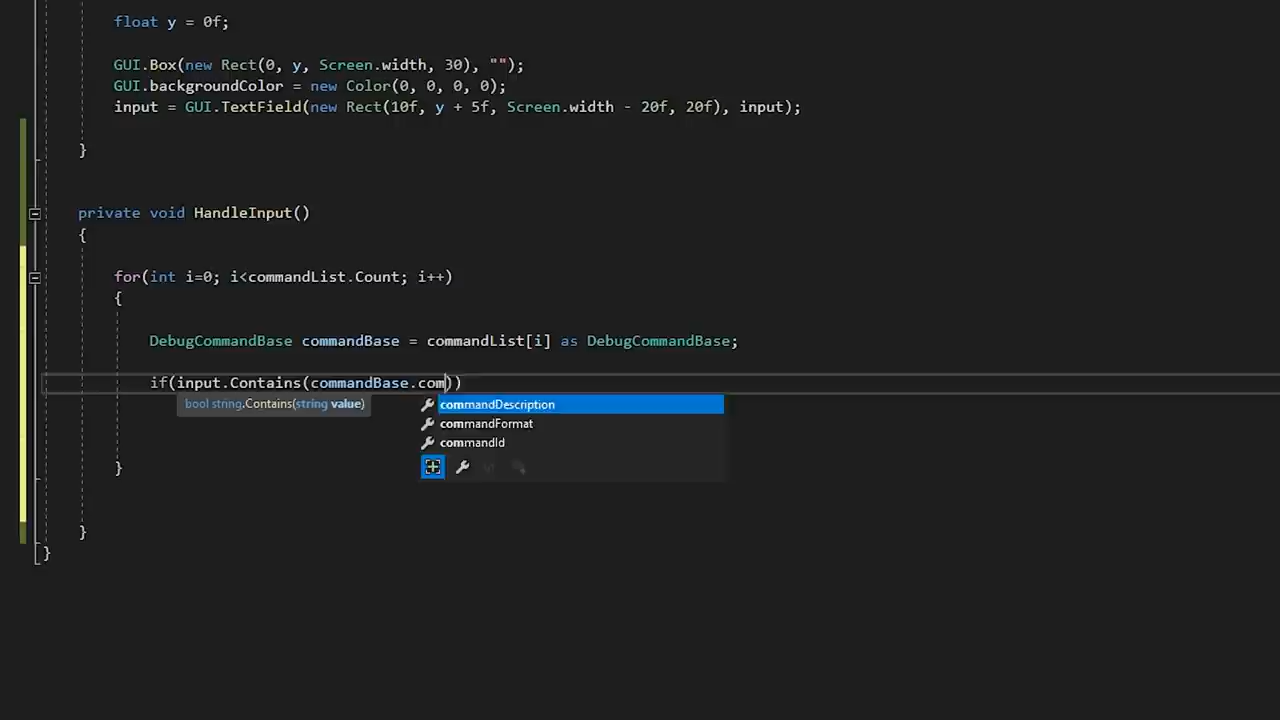 float y = 0f;
GUI.Box(new Rect(0, y, Screen.width, 30), "");
GUI.backgroundColor = new Color(0, 0, 0, 0);
input = GUI.TextField(new Rect(10f, y + 5f, Screen.width - 20f, 20f), input);
}
private void HandleInput()
{
for(int i=0; i<commandList.Count; i++)
{
DebugCommandBase commandBase = commandList[i] as DebugCommandBase;
if(input.Contains(commandBase.com))
bool string.Contains(string value)
commandDescription
commandFormat
commandId
}
}
}